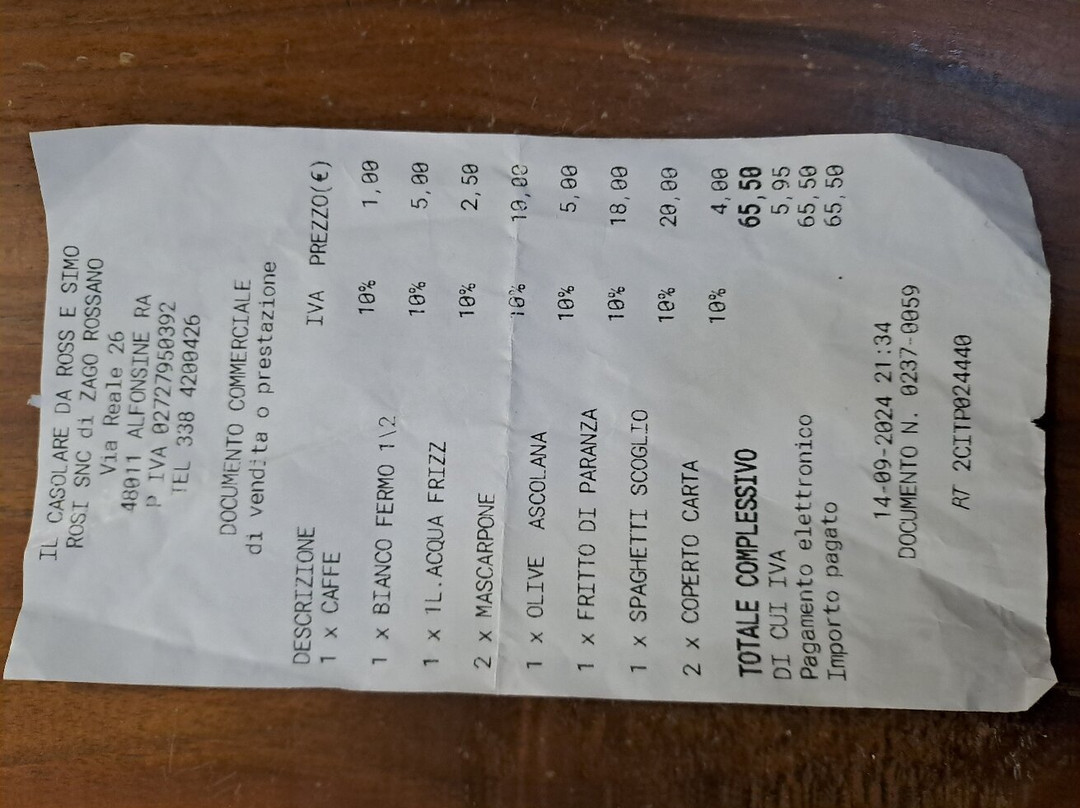 IL CASOLARE DA ROSS E SIMO
ROSI SNC di ZAGO ROSSANO
Via Reale 26
48011 ALFONSINE RA
P IVA 02727950392
TEL 338 4200426
DOCUMENTO COMMERCIALE
di vendita o prestazione
DESCRIZIONE IVA PREZZO(€)
1 x CAFFE 10% 1,00
1 x BIANCO FERMO 1\2 10% 5,00
1 x 1L.ACQUA FRIZZ 10% 2,50
2 x MASCARPONE 10% 10,00
1 x OLIVE ASCOLANA 10% 5,00
1 x FRITTO DI PARANZA 10% 18,00
1 x SPAGHETTI SCOGLIO 10% 20,00
2 x COPERTO CARTA 10% 4,00
TOTALE COMPLESSIVO 65,50
DI CUI IVA 5,95
Pagamento elettronico 65,50
Importo pagato 65,50
14-09-2024 21:34
DOCUMENTO N. 0237-0059
RT 2CITP024440